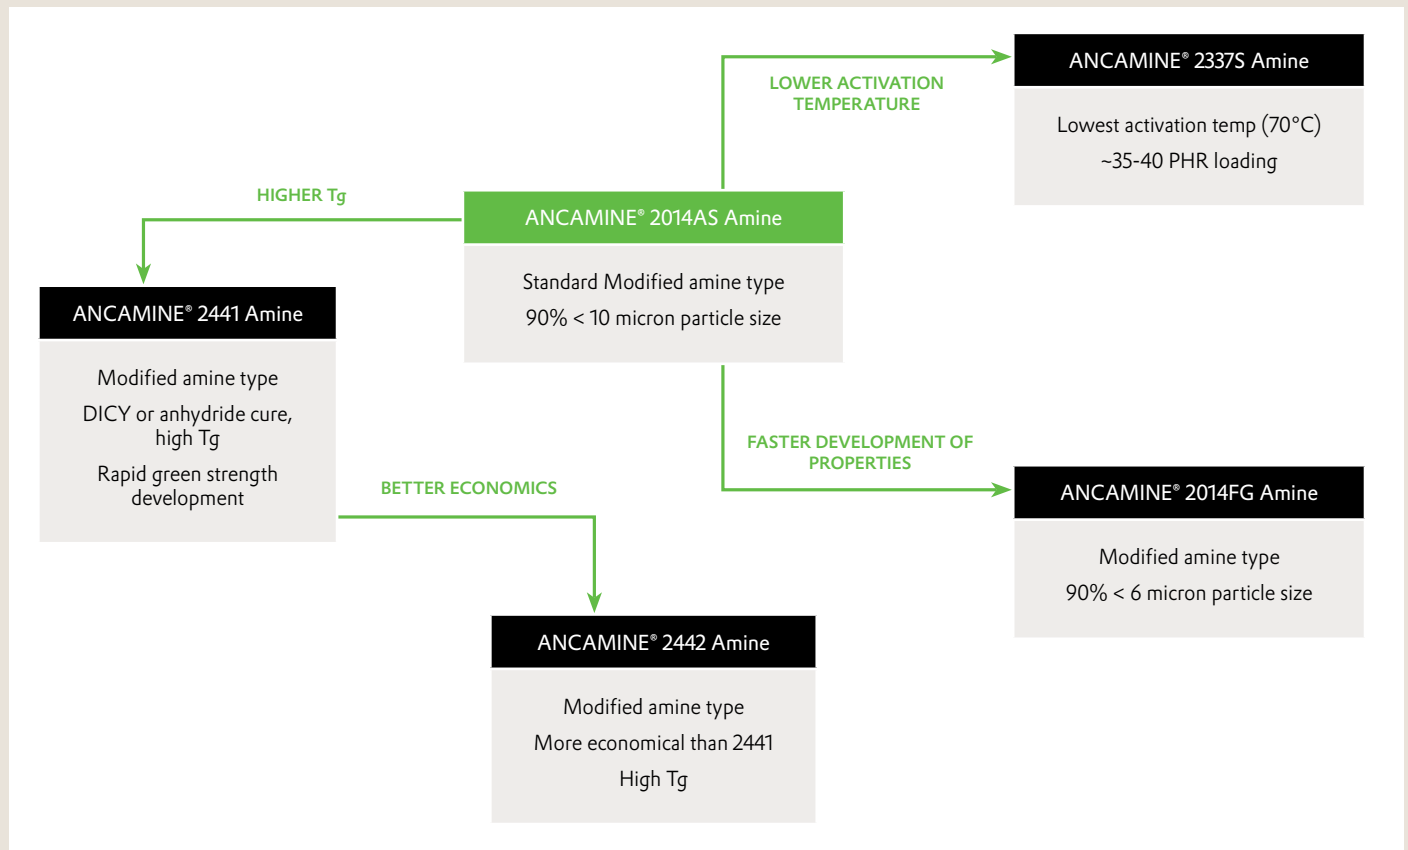 ANCAMINE® 2337S Amine
LOWER ACTIVATION
TEMPERATURE
Lowest activation temp (70°C)
~35-40 PHR loading
HIGHER Tg
ANCAMINE® 2014AS Amine
Standard Modified amine type
90% < 10 micron particle size
ANCAMINE® 2441 Amine
Modified amine type
DICY or anhydride cure,
high Tg
Rapid green strength
development
FASTER DEVELOPMENT OF
PROPERTIES
BETTER ECONOMICS
ANCAMINE® 2014FG Amine
Modified amine type
90% < 6 micron particle size
ANCAMINE® 2442 Amine
Modified amine type
More economical than 2441
High Tg